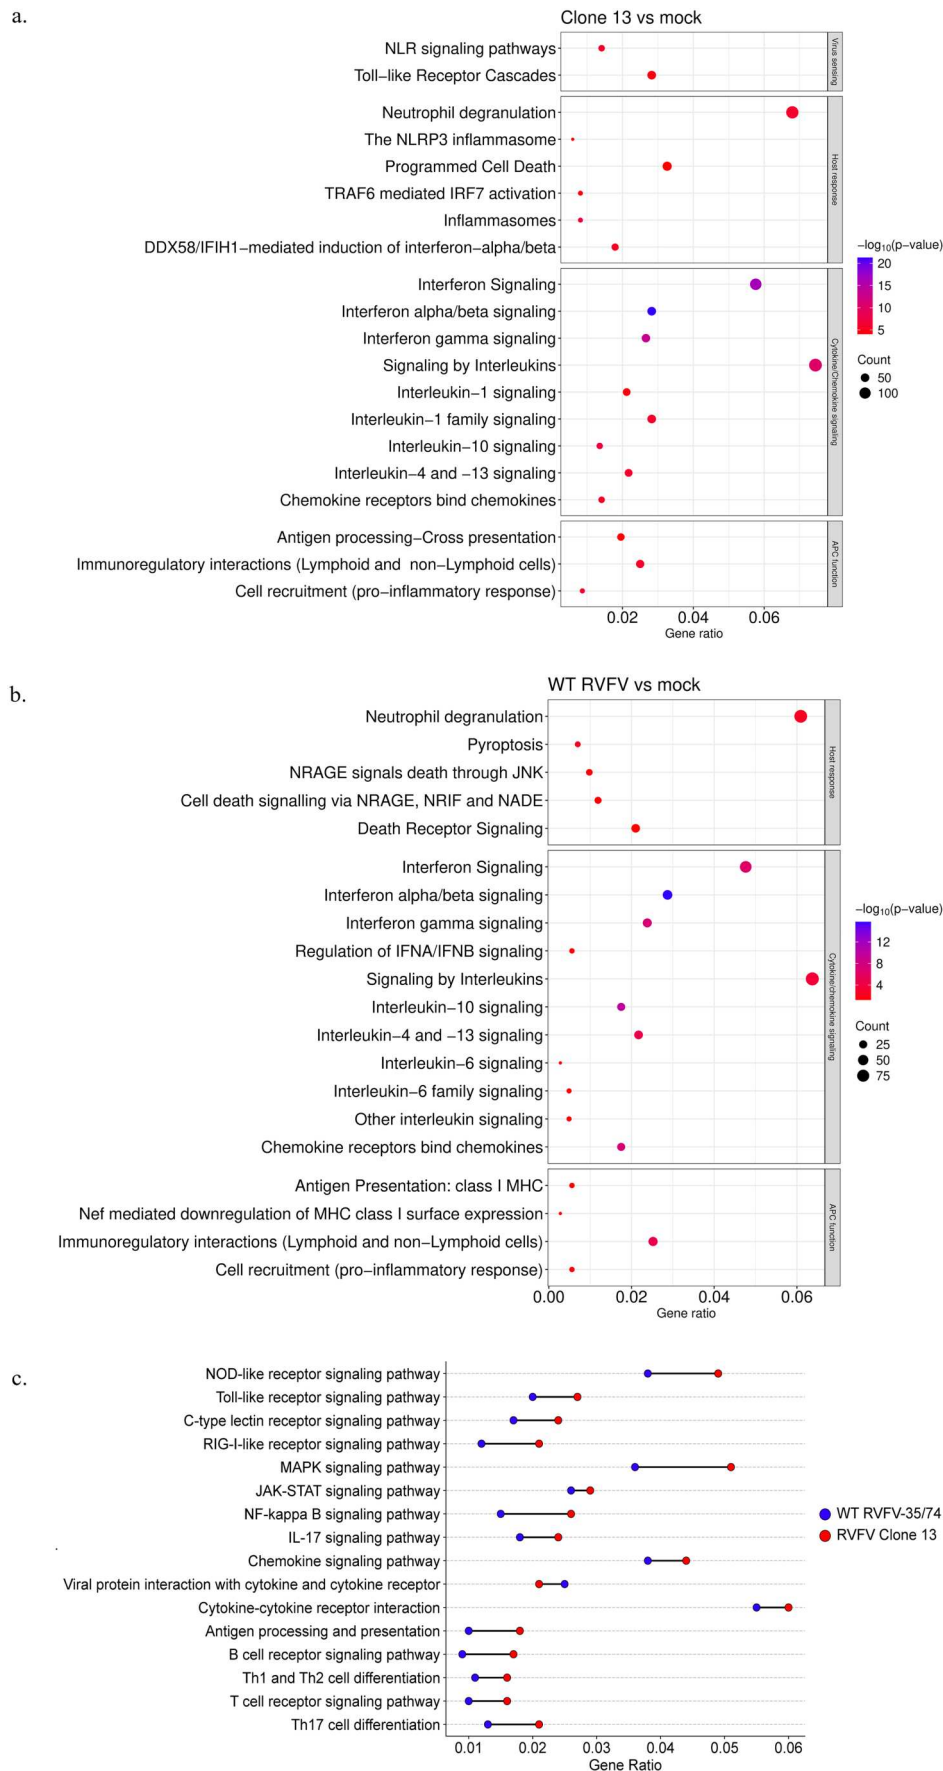 a.
Clone 13 vs mock
NLR signaling pathways
Toll−like Receptor Cascades
Virus sensing
Neutrophil degranulation
The NLRP3 inflammasome
Programmed Cell Death
TRAF6 mediated IRF7 activation
Inflammasomes
DDX58/IFIH1−mediated induction of interferon−alpha/beta
Host response
Interferon Signaling
Interferon alpha/beta signaling
Interferon gamma signaling
Signaling by Interleukins
Interleukin−1 signaling
Interleukin−1 family signaling
Interleukin−10 signaling
Interleukin−4 and −13 signaling
Chemokine receptors bind chemokines
Cytokine/Chemokine signaling
Antigen processing−Cross presentation
Immunoregulatory interactions (Lymphoid and non−Lymphoid cells)
Cell recruitment (pro−inflammatory response)
APC function
0.02 0.04 0.06
Gene ratio
−log10(p−value)
20
15
10
5
Count
50
100
b.
WT RVFV vs mock
Neutrophil degranulation
Pyroptosis
NRAGE signals death through JNK
Cell death signalling via NRAGE, NRIF and NADE
Death Receptor Signaling
Host response
Interferon Signaling
Interferon alpha/beta signaling
Interferon gamma signaling
Regulation of IFNA/IFNB signaling
Signaling by Interleukins
Interleukin−10 signaling
Interleukin−4 and −13 signaling
Interleukin−6 signaling
Interleukin−6 family signaling
Other interleukin signaling
Chemokine receptors bind chemokines
Cytokine/chemokine signaling
Antigen Presentation: class I MHC
Nef mediated downregulation of MHC class I surface expression
Immunoregulatory interactions (Lymphoid and non−Lymphoid cells)
Cell recruitment (pro−inflammatory response)
APC function
0.00 0.02 0.04 0.06
Gene ratio
−log10(p−value)
12
8
4
Count
25
50
75
c.
NOD-like receptor signaling pathway
Toll-like receptor signaling pathway
C-type lectin receptor signaling pathway
RIG-I-like receptor signaling pathway
MAPK signaling pathway
JAK-STAT signaling pathway
NF-kappa B signaling pathway
IL-17 signaling pathway
Chemokine signaling pathway
Viral protein interaction with cytokine and cytokine receptor
Cytokine-cytokine receptor interaction
Antigen processing and presentation
B cell receptor signaling pathway
Th1 and Th2 cell differentiation
T cell receptor signaling pathway
Th17 cell differentiation
0.01 0.02 0.03 0.04 0.05 0.06
Gene Ratio
WT RVFV-35/74
RVFV Clone 13